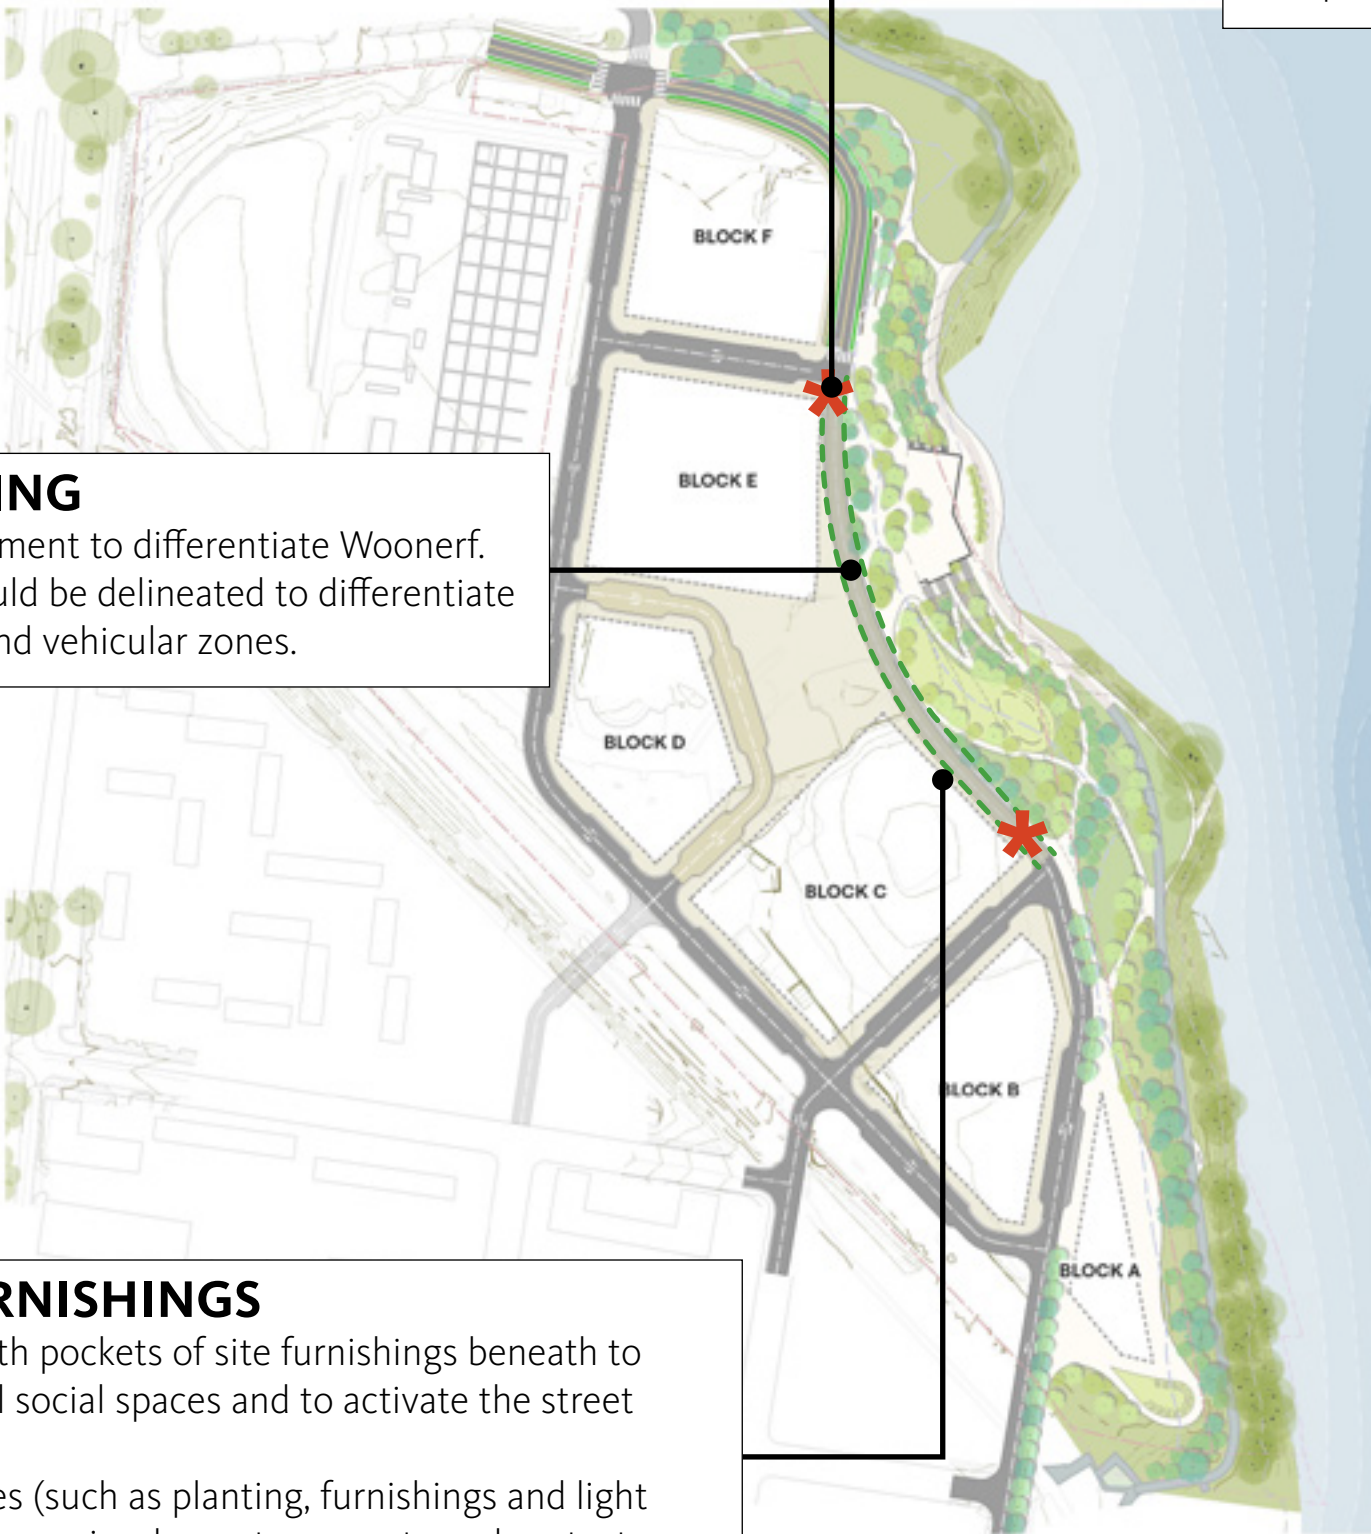 BLOCK F
BLOCK E
ING
ment to differentiate Woonerf.
uld be delineated to differentiate
nd vehicular zones.
BLOCK D
BLOCK C
BLOCK B
BLOCK A
RNISHINGS
th pockets of site furnishings beneath to
l social spaces and to activate the street
es (such as planting, furnishings and light